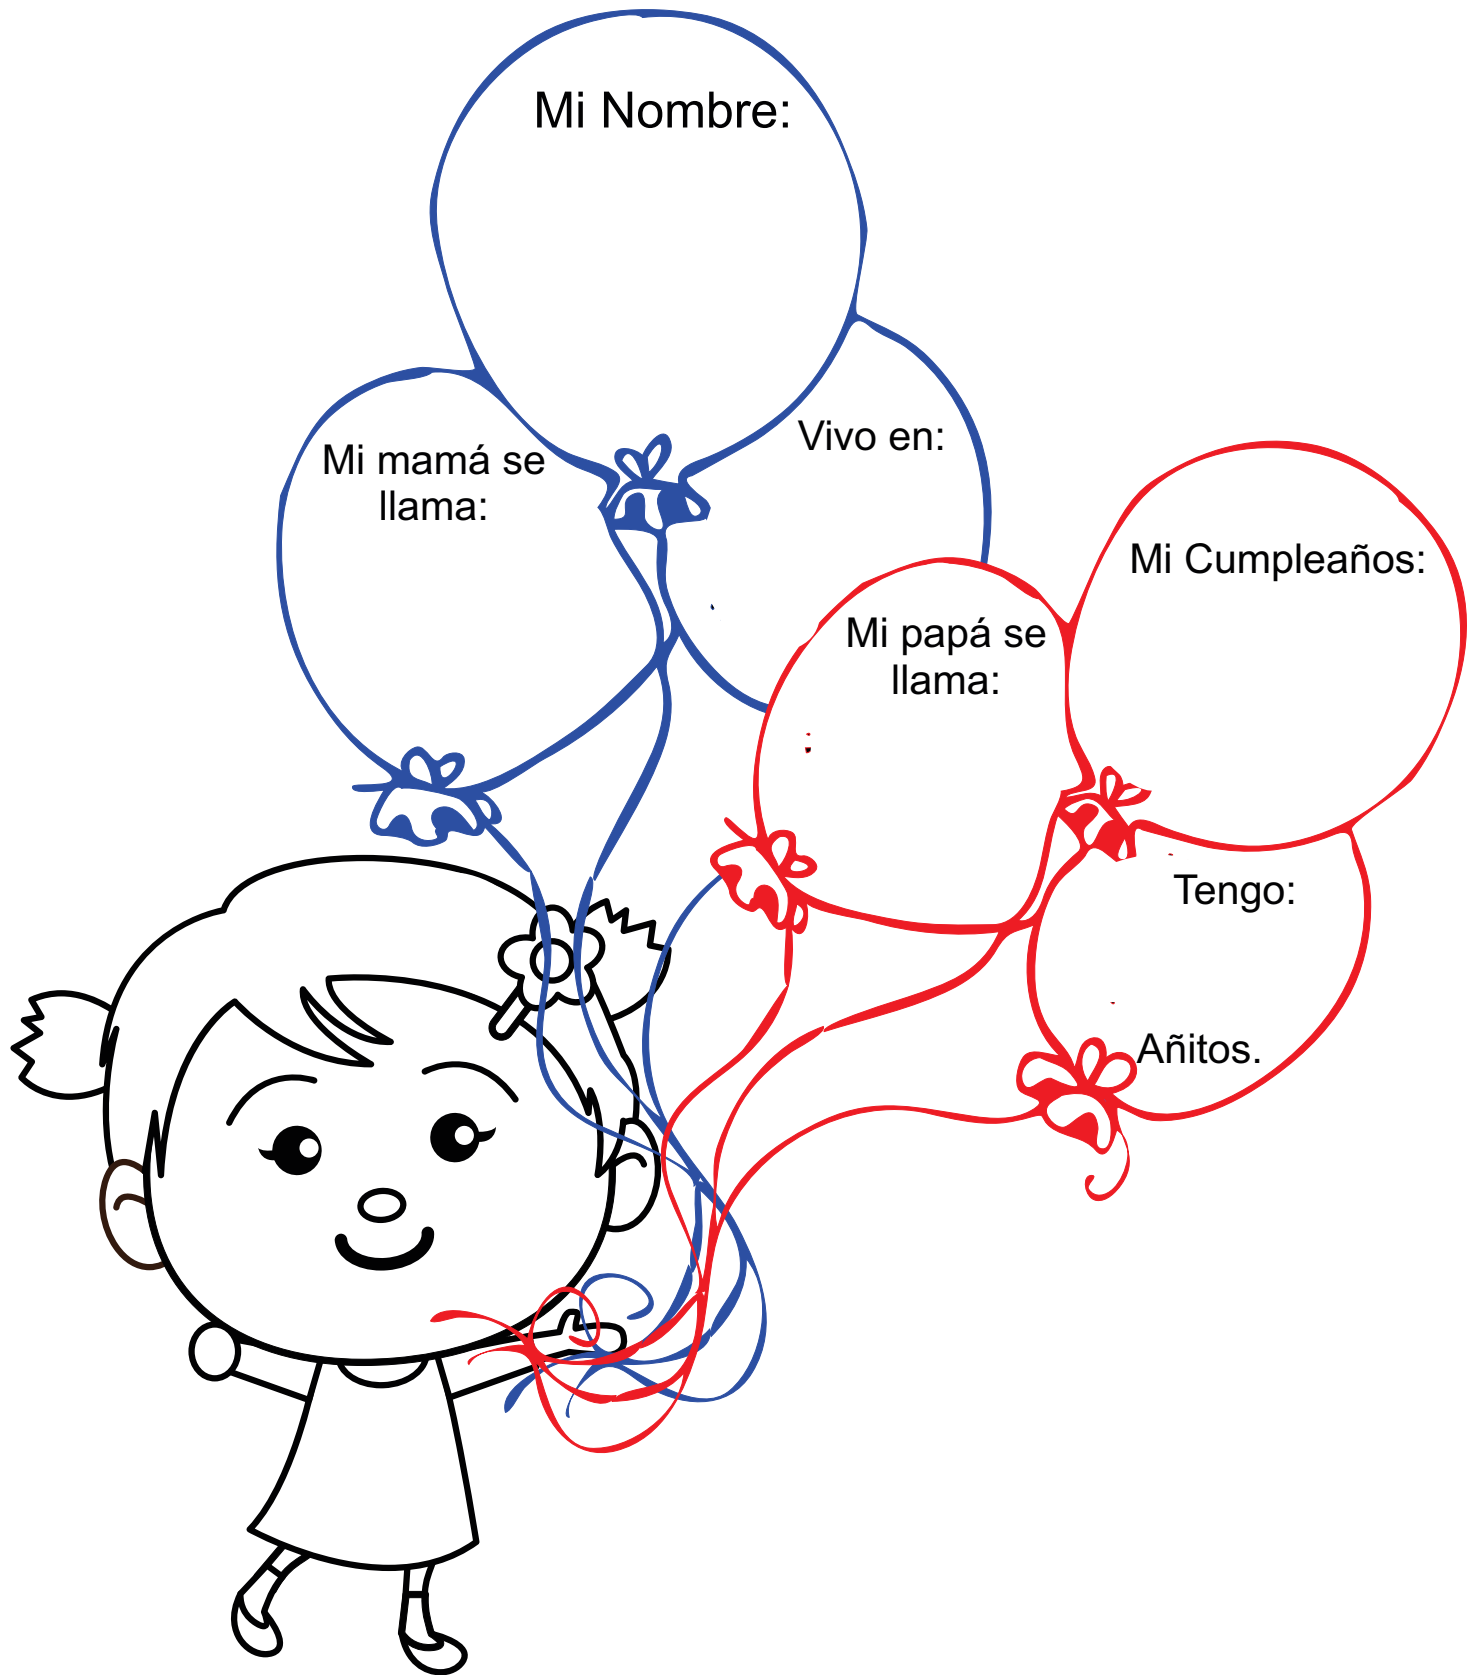 Mi Nombre:
Mi mamá se
llama:
Vivo en:
Mi papá se
llama:
Mi Cumpleaños:
Tengo:
Añitos.